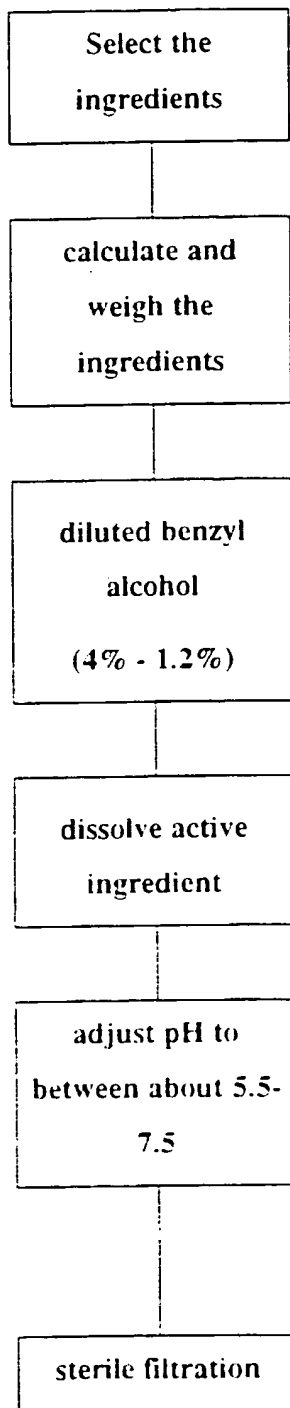 Select the
ingredients
calculate and
weigh the
ingredients
diluted benzyl
alcohol
(4% - 1.2%)
dissolve active
ingredient
adjust pH to
between about 5.5-
7.5
sterile filtration